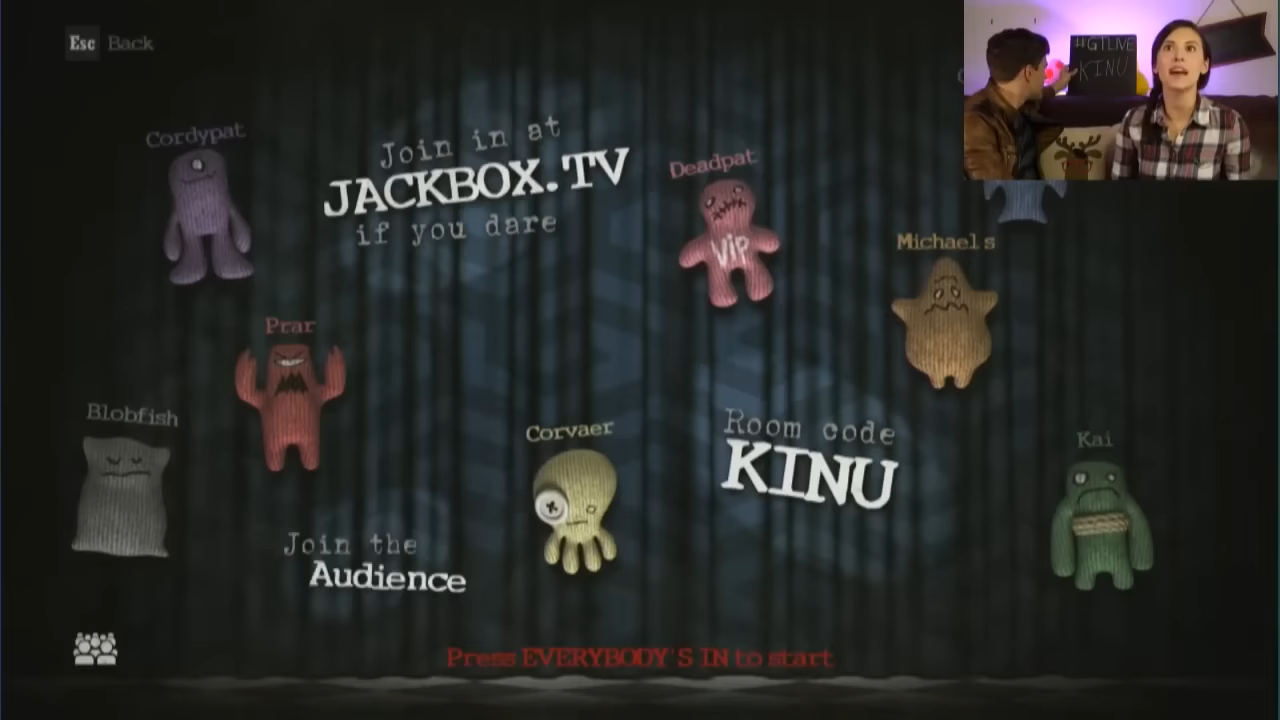 Esc Back
#GTLIVE
KINU
Cordypat
Join in at
JACKBOX.TV
if you dare
Deadpat
VIP
Michaels
Prar
Blobfish
Corvaer
Room code
KINU
Kai
Join the
Audience
Press EVERYBODY'S IN to start